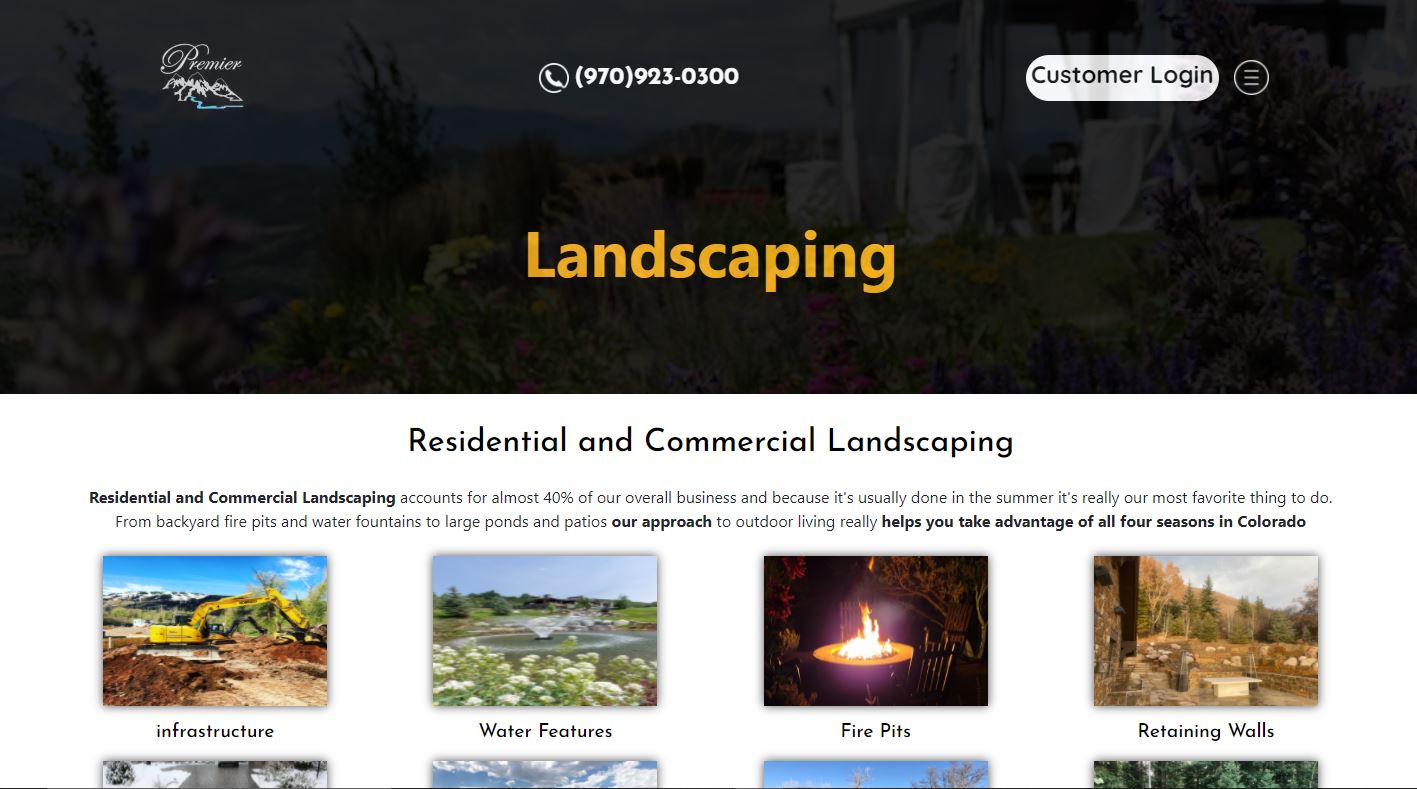 Premier
(970)923-0300
Customer Login
Landscaping
Residential and Commercial Landscaping
Residential and Commercial Landscaping accounts for almost 40% of our overall business and because it's usually done in the summer it's really our most favorite thing to do.
From backyard fire pits and water fountains to large ponds and patios our approach to outdoor living really helps you take advantage of all four seasons in Colorado
infrastructure
Water Features
Fire Pits
Retaining Walls